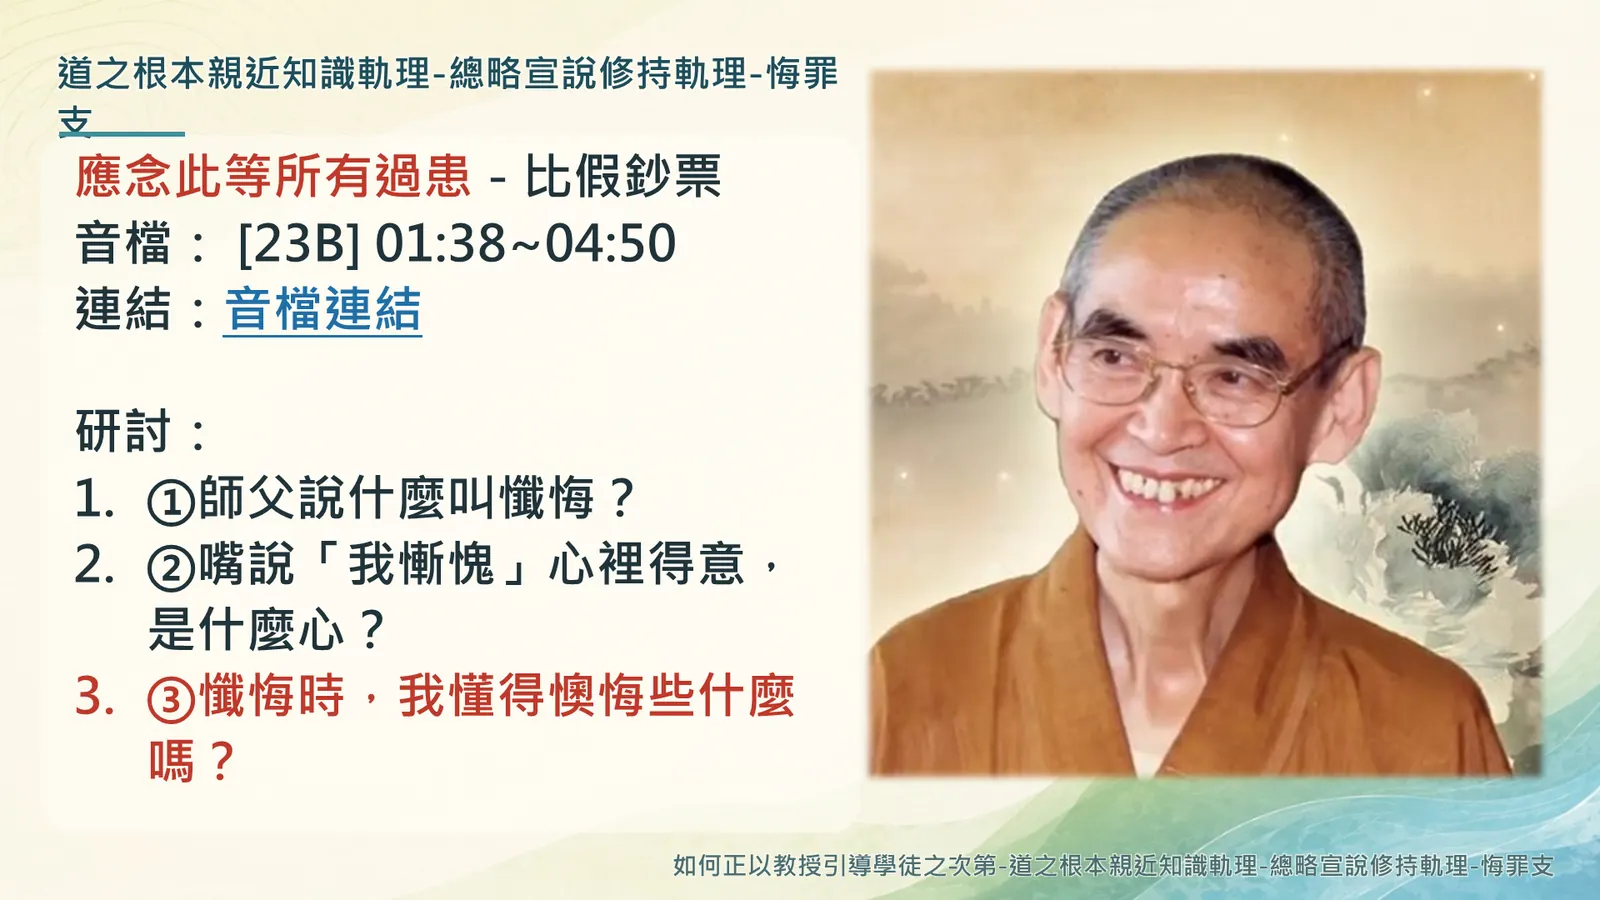 道之根本親近知識軌理-總略宣說修持軌理-悔罪
支
應念此等所有過患 - 比假鈔票
音檔： [23B] 01:38~04:50
連結：音檔連結
研討：
1. ①師父說什麼叫懺悔？
2. ②嘴說「我慚愧」心裡得意，
是什麼心？
3. ③懺悔時，我懂得懊悔些什麼
嗎？
如何正以教授引導學徒之次第-道之根本親近知識軌理-總略宣說修持軌理-悔罪支